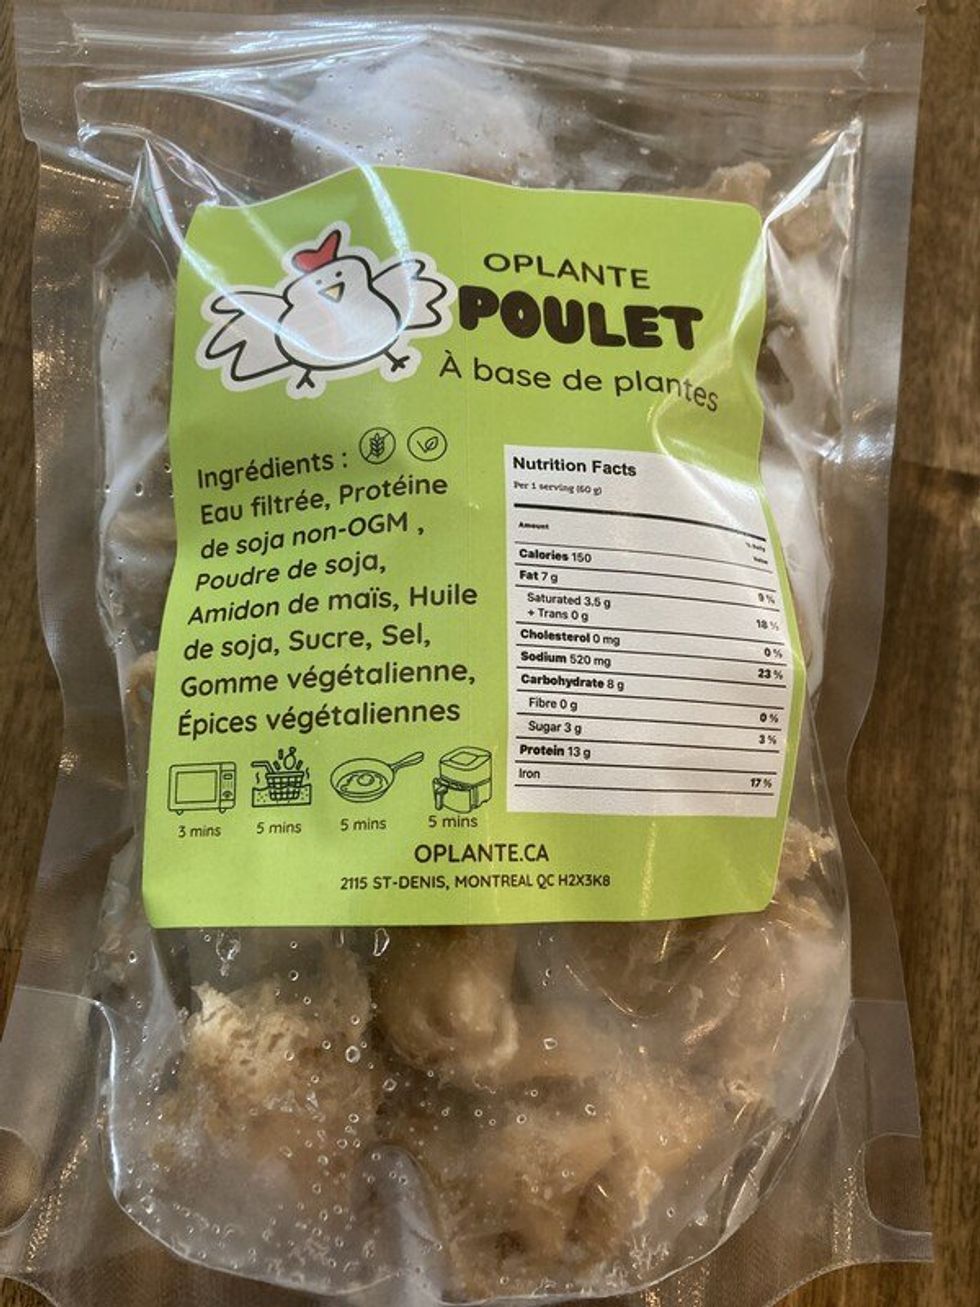 OPLANTE
POULET
À base de plantes
Ingrédients :
Eau filtrée, Protéine
de soja non-OGM ,
Poudre de soja,
Amidon de maïs, Huile
de soja, Sucre, Sel,
Gomme végétalienne,
Épices végétaliennes
3 mins
5 mins
5 mins
5 mins
Nutrition Facts
Per 1 serving (60 g)
Amount
% Daily
Value
Calories 150
Fat 7 g 9 %
Saturated 3.5 g
+ Trans 0 g 18 %
Cholesterol 0 mg 0 %
Sodium 520 mg 23 %
Carbohydrate 8 g
Fibre 0 g 0 %
Sugar 3 g 3 %
Protein 13 g
Iron 17 %
OPLANTE.CA
2115 ST-DENIS, MONTREAL QC H2X3K8